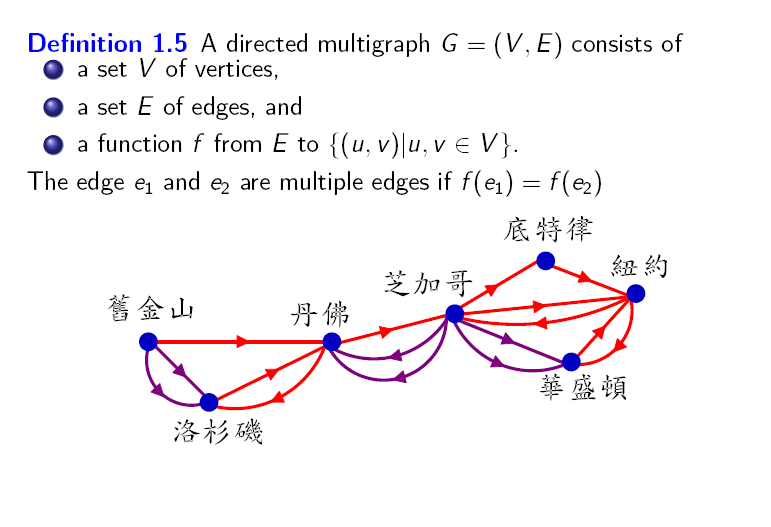 Definition 1.5 A directed multigraph G = (V, E) consists of
a set V of vertices,
a set E of edges, and
a function f from E to {(u, v)|u, v ∈ V}.
The edge e₁ and e₂ are multiple edges if f(e₁) = f(e₂)
底特律
紐約
芝加哥
舊金山
丹佛
華盛頓
洛杉磯